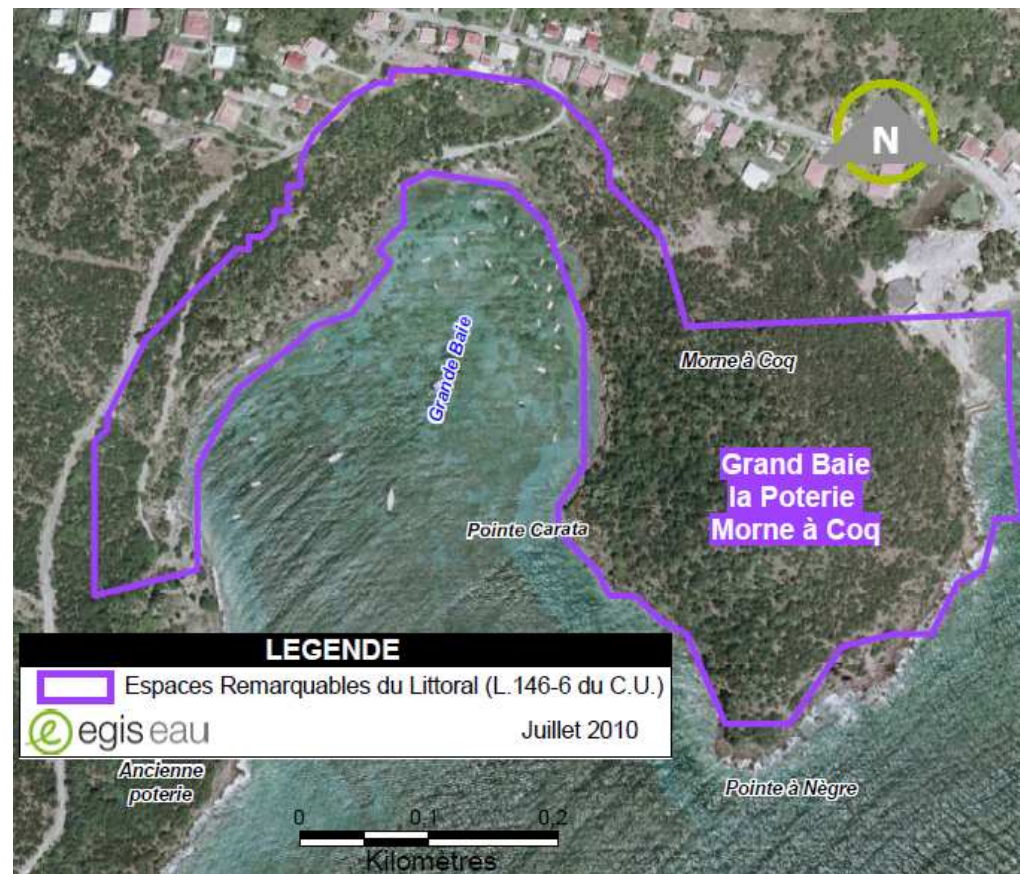 N
Grande Baie
Morne à Coq
Grand Baie
la Poterie
Morne à Coq
Pointe Carata
LEGENDE
Espaces Remarquables du Littoral (L.146-6 du C.U.)
egis eau
Juillet 2010
Ancienne
poterie
Pointe à Nègre
0 0,1 0,2
Kilomètres